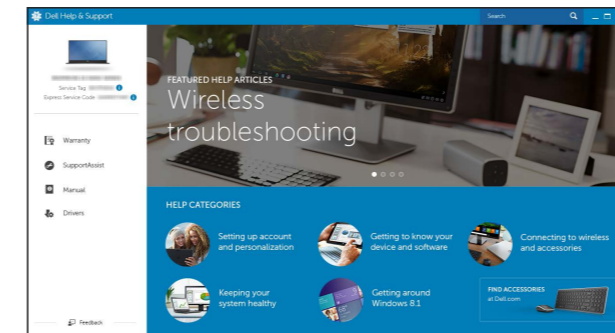 Dell Help & Support
Search
Service Tag
Express Service Code
Warranty
SupportAssist
Manual
Drivers
Feedback
FEATURED HELP ARTICLES
Wireless
troubleshooting
HELP CATEGORIES
Setting up account
and personalization
Getting to know your
device and software
Connecting to wireless
and accessories
Keeping your
system healthy
Getting around
Windows 8.1
FIND ACCESSORIES
at Dell.com